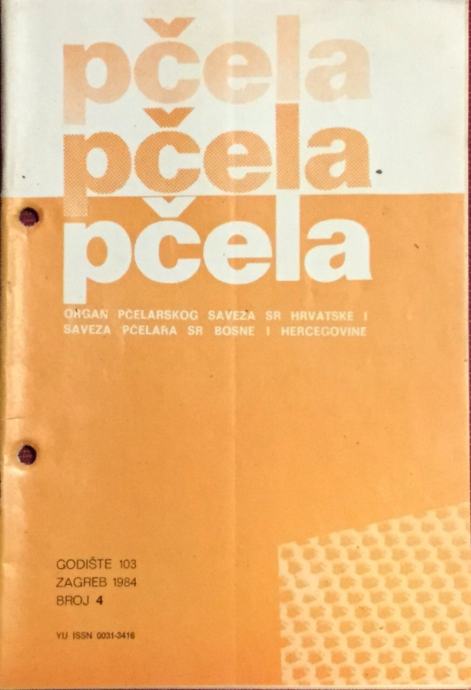 pčela
pčela
pčela
ORGAN PČELARSKOG SAVEZA SR HRVATSKE I
SAVEZA PČELARA SR BOSNE I HERCEGOVINE
GODIŠTE 103
ZAGREB 1984
BROJ 4
YU ISSN 0031-3416